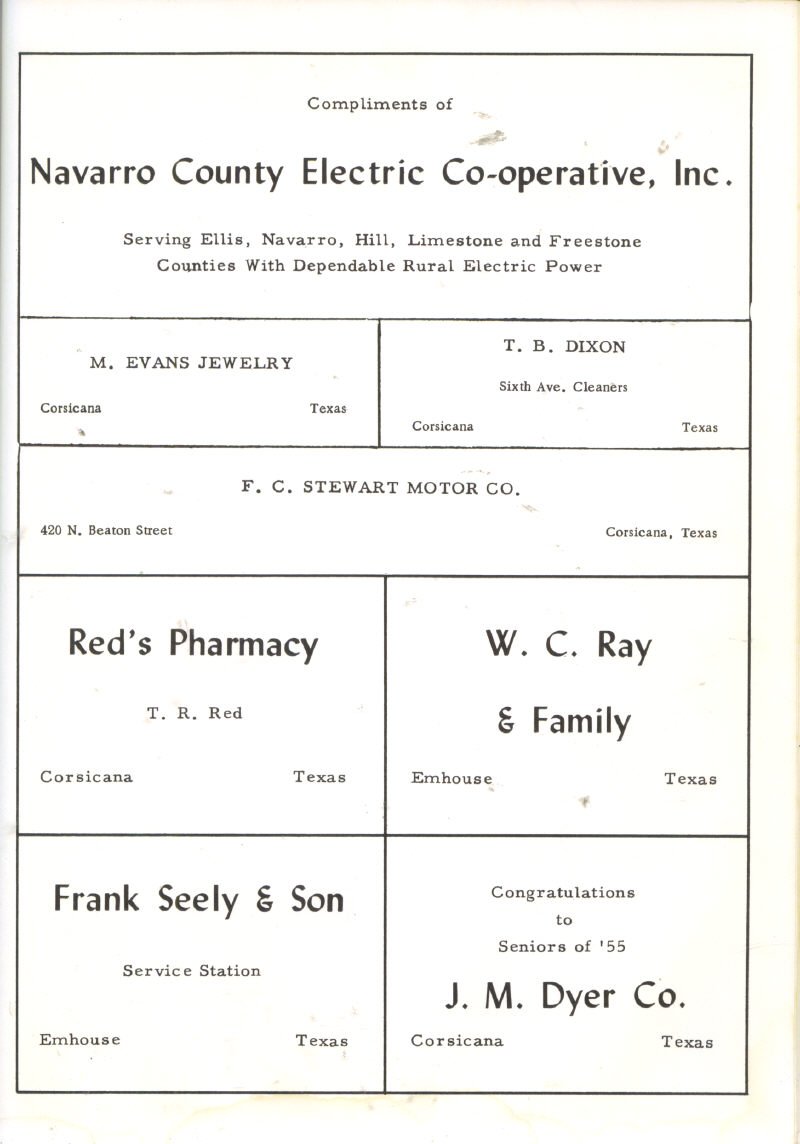 Compliments of
Navarro County Electric Co-operative, Inc.
Serving Ellis, Navarro, Hill, Limestone and Freestone
Counties With Dependable Rural Electric Power
M. EVANS JEWELRY
Corsicana Texas
T. B. DIXON
Sixth Ave. Cleaners
Corsicana Texas
F. C. STEWART MOTOR CO.
420 N. Beaton Street Corsicana, Texas
Red's Pharmacy
T. R. Red
Corsicana Texas
W. C. Ray
& Family
Emhouse Texas
Frank Seely & Son
Service Station
Emhouse Texas
Congratulations
to
Seniors of '55
J. M. Dyer Co.
Corsicana Texas